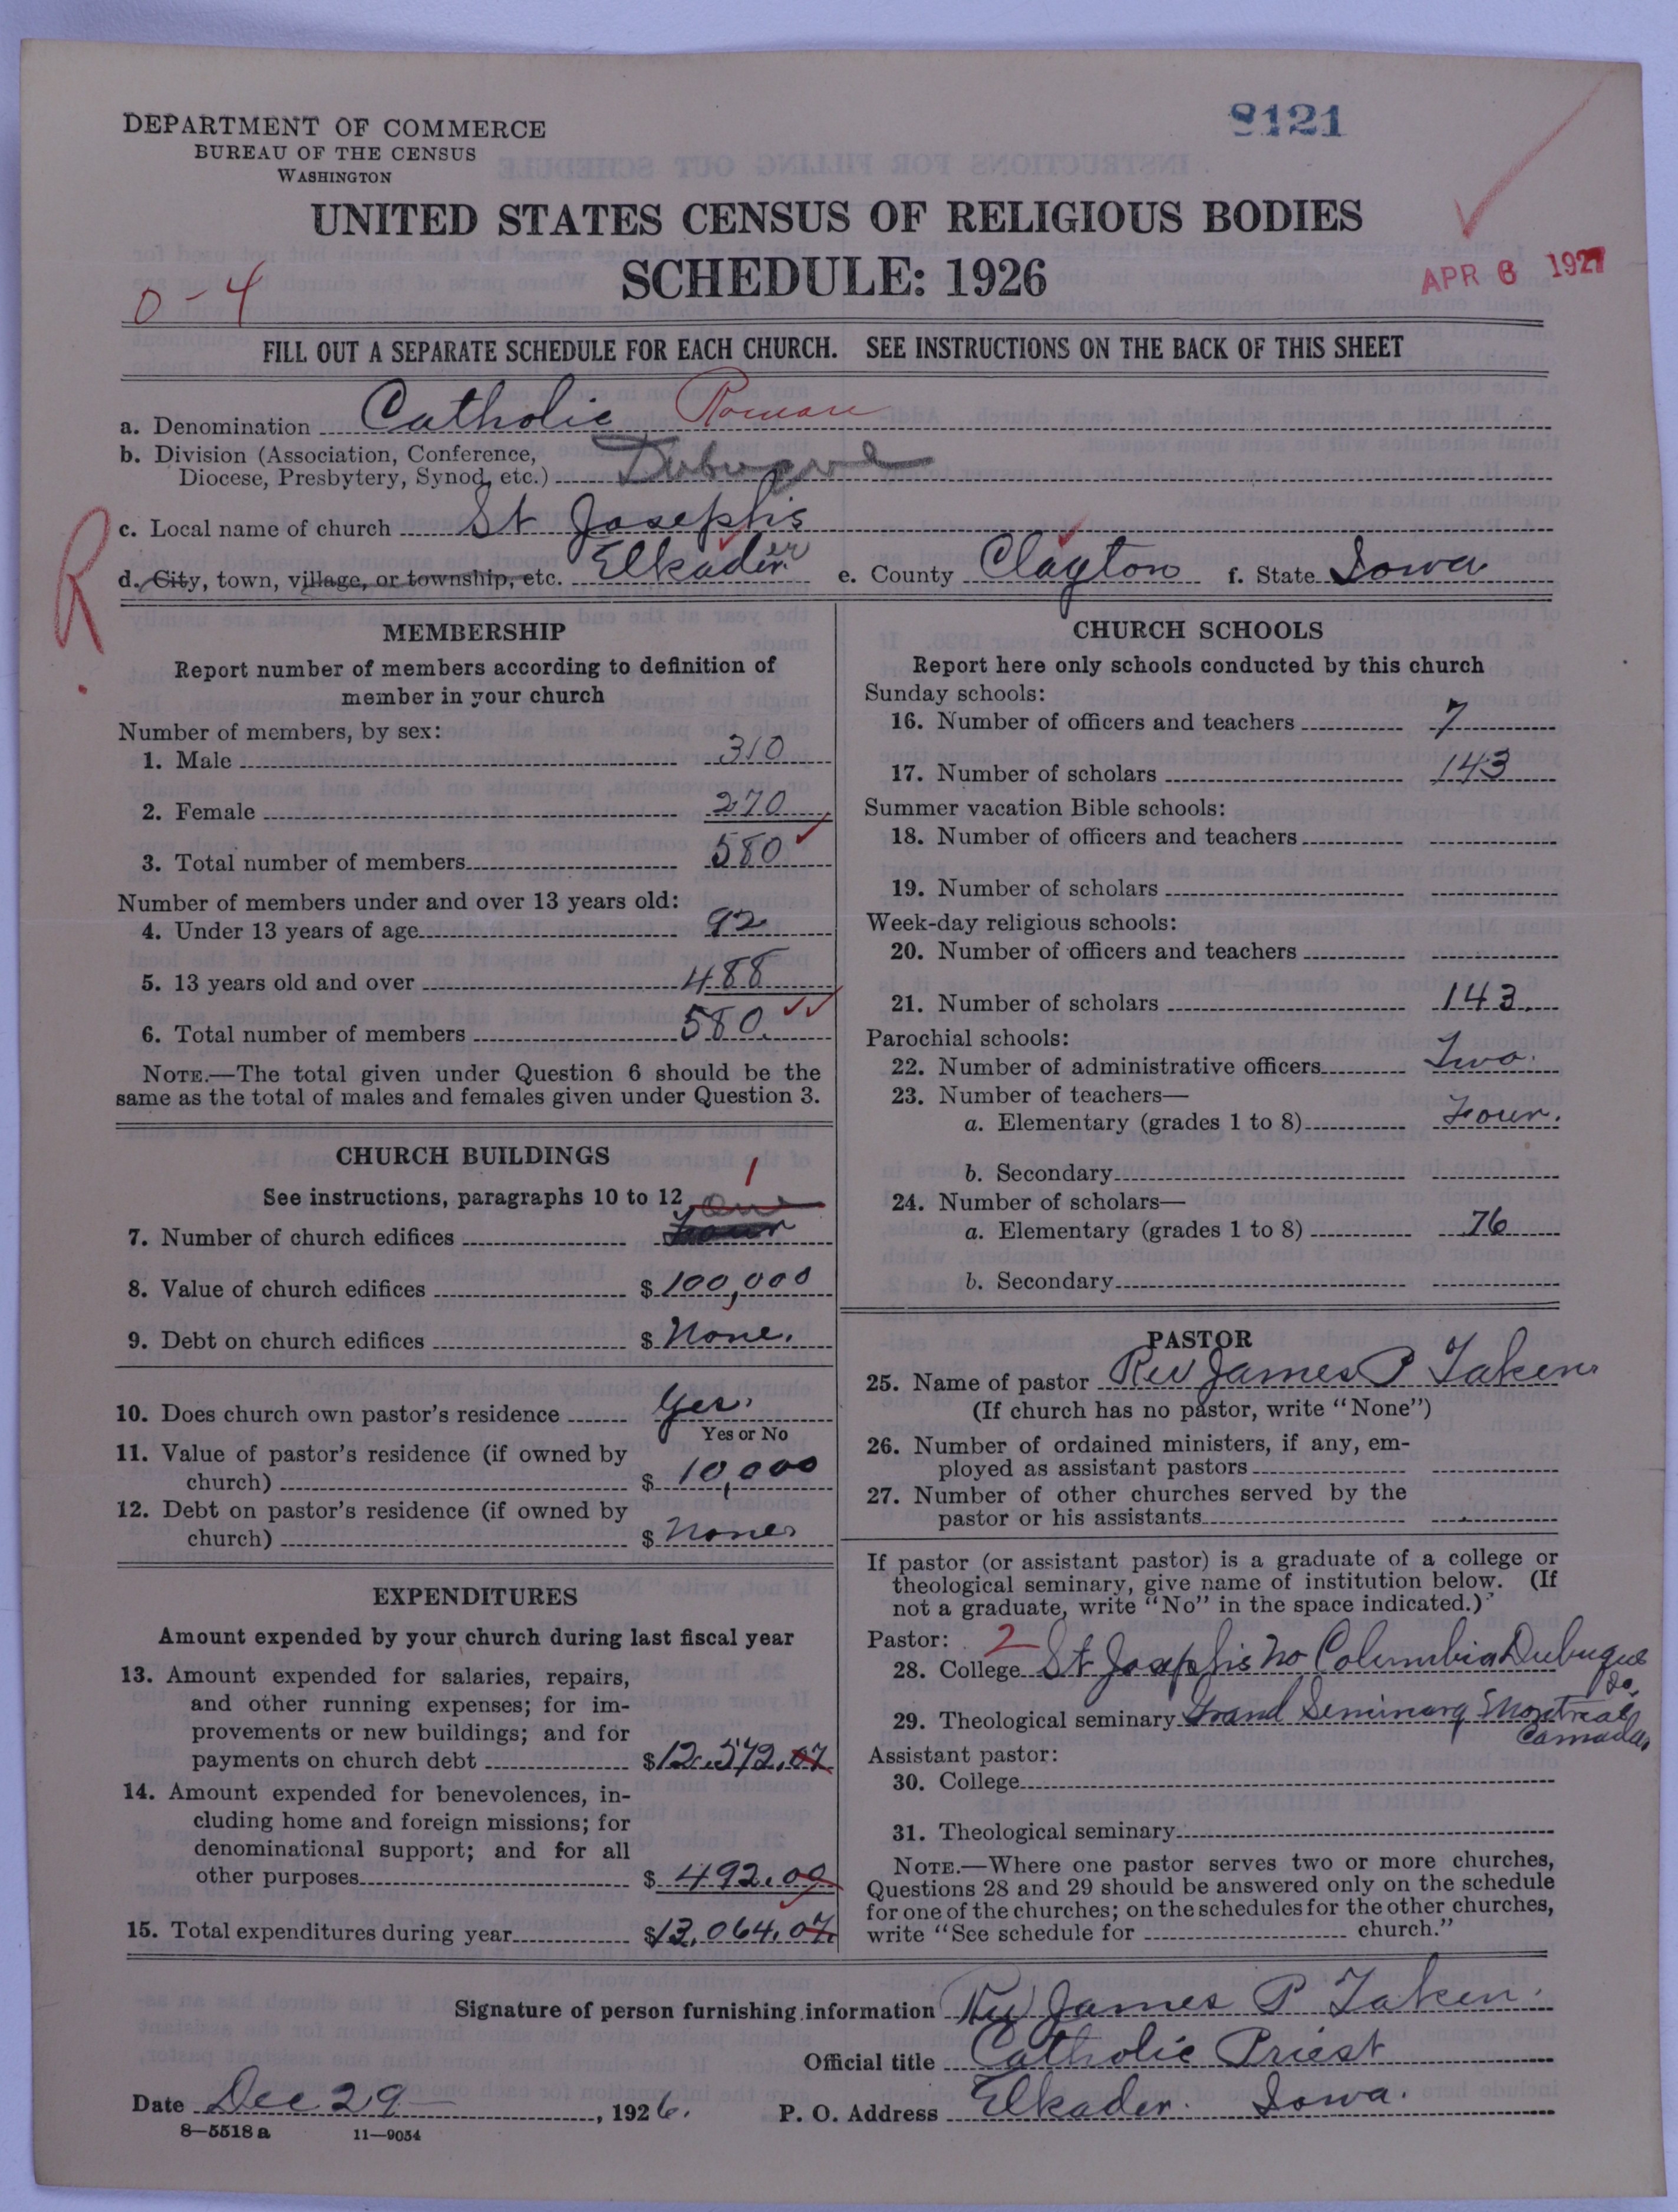 8121
DEPARTMENT OF COMMERCE
BUREAU OF THE CENSUS
WASHINGTON
UNITED STATES CENSUS OF RELIGIOUS BODIES
SCHEDULE: 1926
APR 6 1927
0-4
FILL OUT A SEPARATE SCHEDULE FOR EACH CHURCH. SEE INSTRUCTIONS ON THE BACK OF THIS SHEET
a. Denomination Catholic Roman
b. Division (Association, Conference,
Diocese, Presbytery, Synod, etc.) Dubuque
R
c. Local name of church St Joseph's
d. City, town, village, or township, etc. Elkader e. County Clayton f. State Iowa
MEMBERSHIP
Report number of members according to definition of
member in your church
Number of members, by sex:
1. Male 310
2. Female 270
3. Total number of members 580
Number of members under and over 13 years old:
4. Under 13 years of age 92
5. 13 years old and over 488
6. Total number of members 580
NOTE.—The total given under Question 6 should be the
same as the total of males and females given under Question 3.
CHURCH BUILDINGS
See instructions, paragraphs 10 to 12
1
One
7. Number of church edifices Four
8. Value of church edifices $ 100,000
9. Debt on church edifices $ None.
10. Does church own pastor's residence Yes.
Yes or No
11. Value of pastor's residence (if owned by
church) $ 10,000
12. Debt on pastor's residence (if owned by
church) $ None
EXPENDITURES
Amount expended by your church during last fiscal year
13. Amount expended for salaries, repairs,
and other running expenses; for im-
provements or new buildings; and for
payments on church debt $12,572.07
14. Amount expended for benevolences, in-
cluding home and foreign missions; for
denominational support; and for all
other purposes $ 492.00
15. Total expenditures during year $13,064.07
CHURCH SCHOOLS
Report here only schools conducted by this church
Sunday schools:
16. Number of officers and teachers 7
17. Number of scholars 143
Summer vacation Bible schools:
18. Number of officers and teachers
19. Number of scholars
Week-day religious schools:
20. Number of officers and teachers
21. Number of scholars 143.
Parochial schools:
22. Number of administrative officers Two.
23. Number of teachers—
a. Elementary (grades 1 to 8) Four.
b. Secondary
24. Number of scholars—
a. Elementary (grades 1 to 8) 76
b. Secondary
PASTOR
25. Name of pastor Rev James P Taken
(If church has no pastor, write "None")
26. Number of ordained ministers, if any, em-
ployed as assistant pastors
27. Number of other churches served by the
pastor or his assistants
If pastor (or assistant pastor) is a graduate of a college or
theological seminary, give name of institution below. (If
not a graduate, write "No" in the space indicated.)
Pastor: 2
28. College St Joseph's no Columbia Dubuque
Ia.
29. Theological seminary Grand Seminary Montreal
Canada
Assistant pastor:
30. College
31. Theological seminary
NOTE.—Where one pastor serves two or more churches,
Questions 28 and 29 should be answered only on the schedule
for one of the churches; on the schedules for the other churches,
write "See schedule for church."
Signature of person furnishing information Rev James P Taken.
Official title Catholic Priest
Date Dec 29, 1926. P. O. Address Elkader. Iowa.
8—5518 a 11—9054